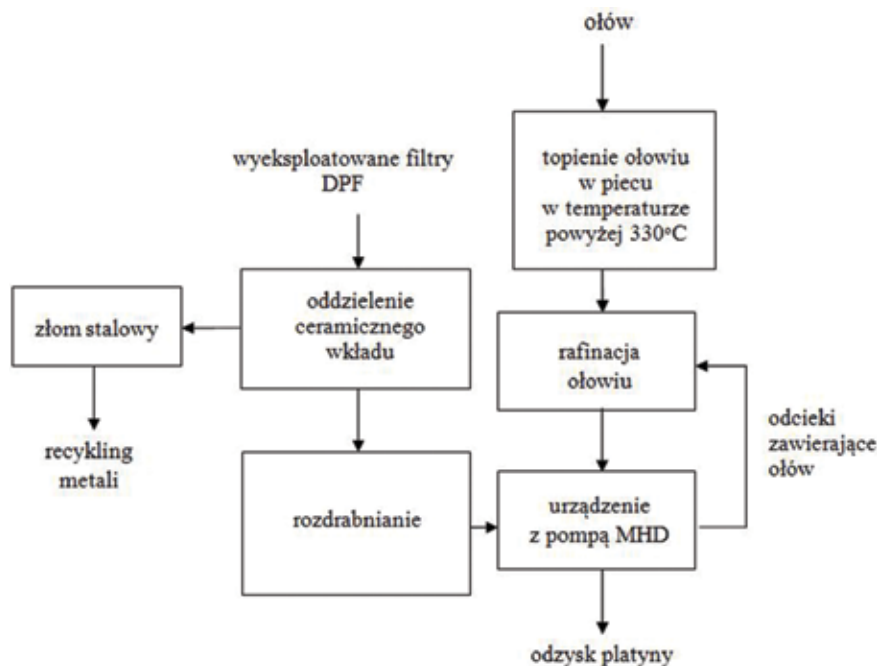 ołów
topienie ołowiu
w piecu
w temperaturze
powyżej 330°C
wyeksploatowane filtry
DPF
oddzielenie
ceramicznego
wkładu
złom stalowy
rafinacja
ołowiu
recykling
metali
odcieki
zawierające
ołów
rozdrabnianie
urządzenie
z pompą MHD
odzysk platyny